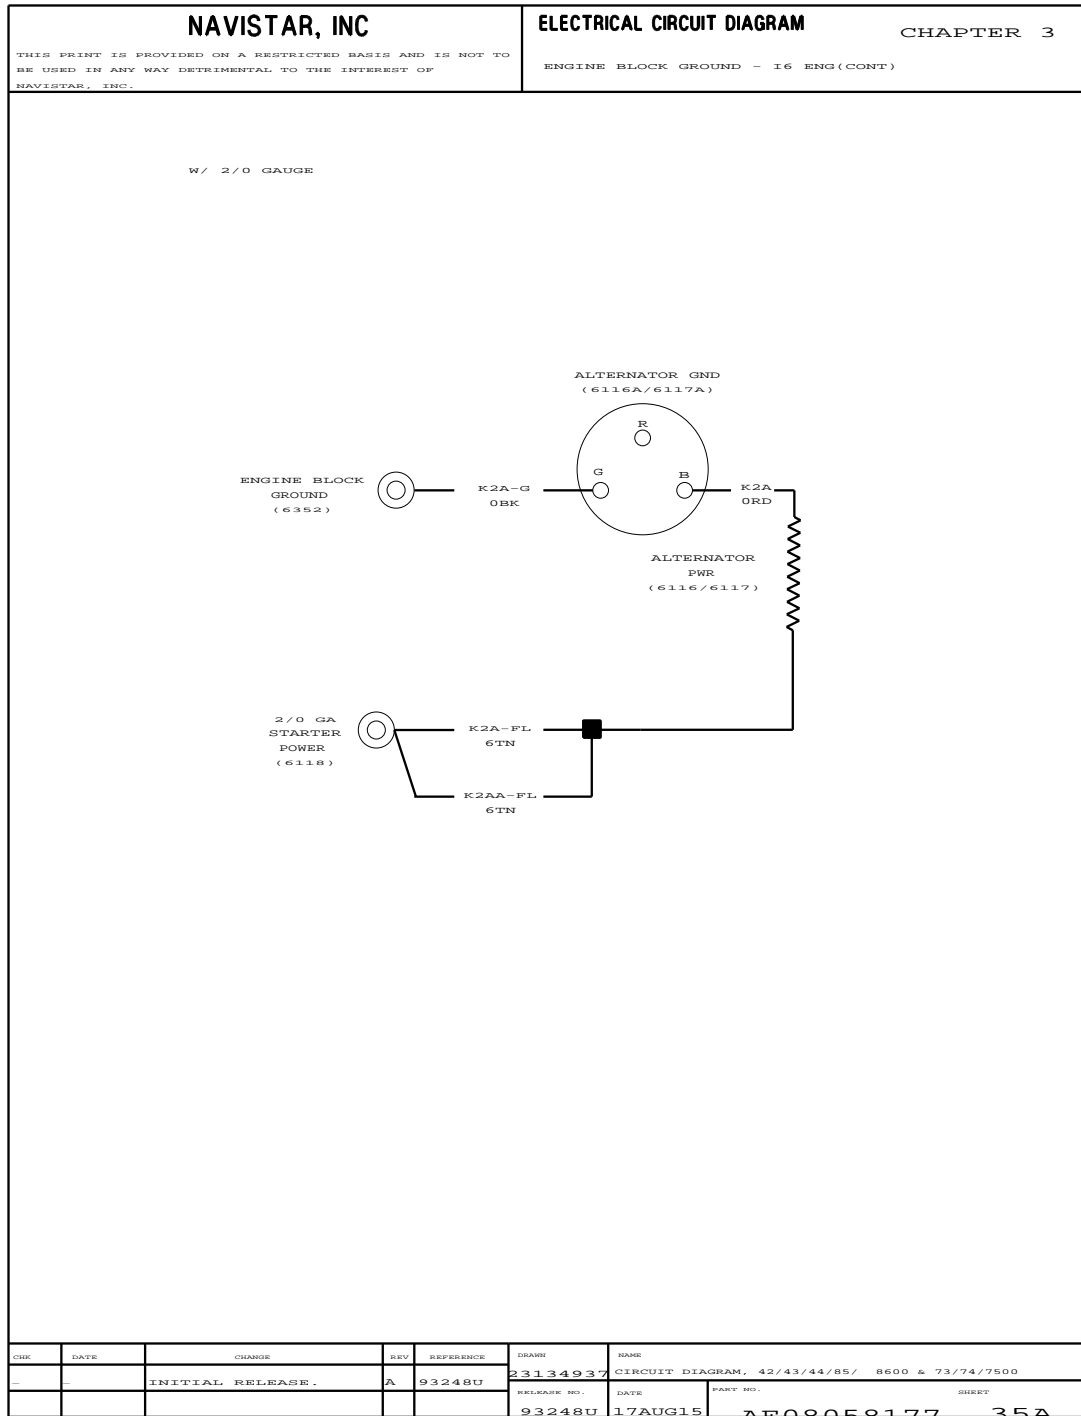 NAVISTAR, INC
THIS PRINT IS PROVIDED ON A RESTRICTED BASIS AND IS NOT TO
BE USED IN ANY WAY DETRIMENTAL TO THE INTEREST OF
NAVISTAR, INC.
ELECTRICAL CIRCUIT DIAGRAM
CHAPTER 3
ENGINE BLOCK GROUND - I6 ENG(CONT)
W/ 2/0 GAUGE
ALTERNATOR GND
(6116A/6117A)
R
G
B
ENGINE BLOCK
GROUND
(6352)
K2A-G
0BK
K2A
0RD
ALTERNATOR
PWR
(6116/6117)
2/0 GA
STARTER
POWER
(6118)
K2A-FL
6TN
K2AA-FL
6TN
CHK DATE CHANGE REV REFERENCE
- - INITIAL RELEASE. A 93248U
DRAWN
23134937
NAME
CIRCUIT DIAGRAM, 42/43/44/85/ 8600 & 73/74/7500
RELEASE NO.
93248U
DATE
17AUG15
PART NO.
AF08058177
SHEET
35A